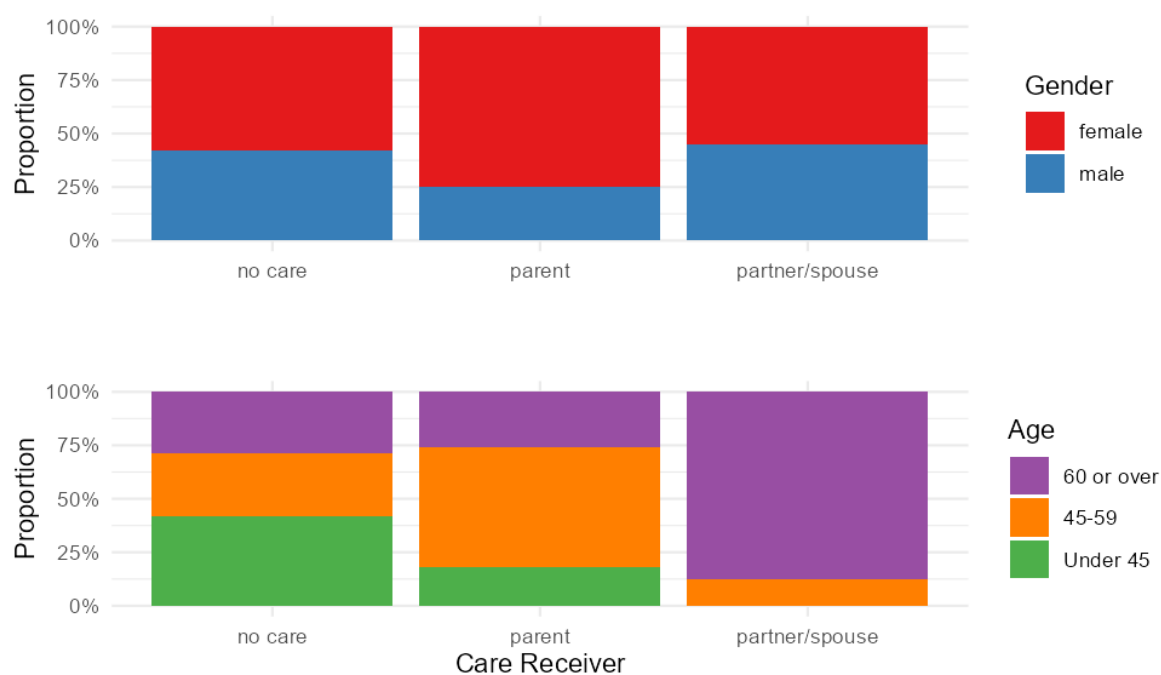 Proportion
100%
75%
50%
25%
0%
no care parent partner/spouse
Gender
female
male
Proportion
100%
75%
50%
25%
0%
no care parent partner/spouse
Care Receiver
Age
60 or over
45-59
Under 45